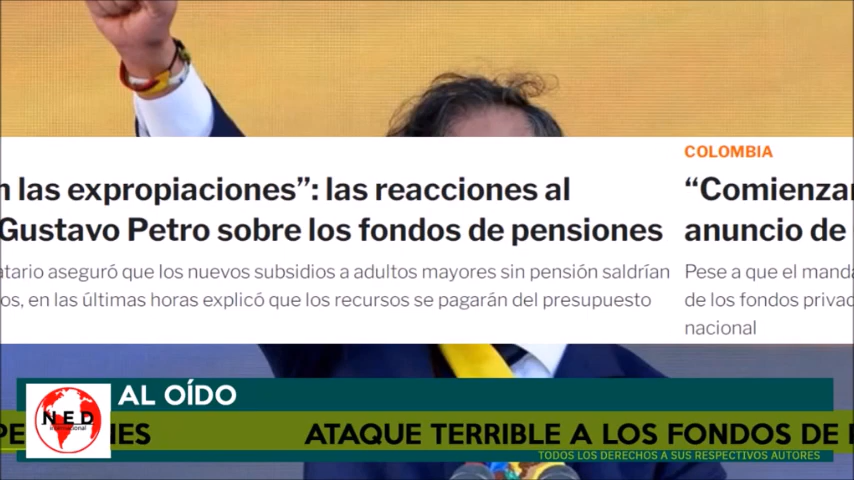 COLOMBIA
n las expropiaciones”: las reacciones al
“Comienzan
Gustavo Petro sobre los fondos de pensiones
anuncio de
atario aseguró que los nuevos subsidios a adultos mayores sin pensión saldrían
Pese a que el manda
os, en las últimas horas explicó que los recursos se pagarán del presupuesto
de los fondos privad
nacional
AL OÍDO
NED
internacional
PE
NES
ATAQUE TERRIBLE A LOS FONDOS DE
TODOS LOS DERECHOS A SUS RESPECTIVOS AUTORES